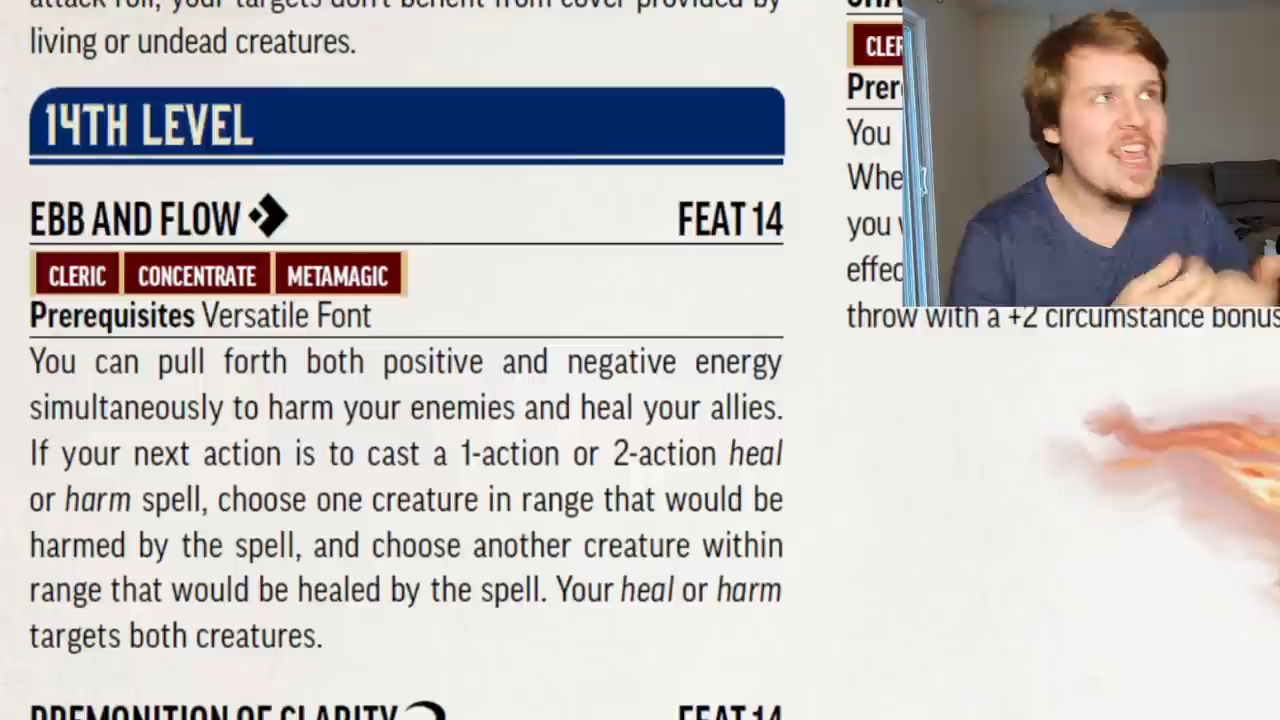 attack roll, your targets don't benefit from cover provided by
living or undead creatures.
14TH LEVEL
EBB AND FLOW
FEAT 14
CLERIC CONCENTRATE METAMAGIC
Prerequisites Versatile Font
You can pull forth both positive and negative energy
simultaneously to harm your enemies and heal your allies.
If your next action is to cast a 1-action or 2-action heal
or harm spell, choose one creature in range that would be
harmed by the spell, and choose another creature within
range that would be healed by the spell. Your heal or harm
targets both creatures.
PREMONITION OF CLARITY
FEAT 14
You
you
throw with a +2 circumstance bonus